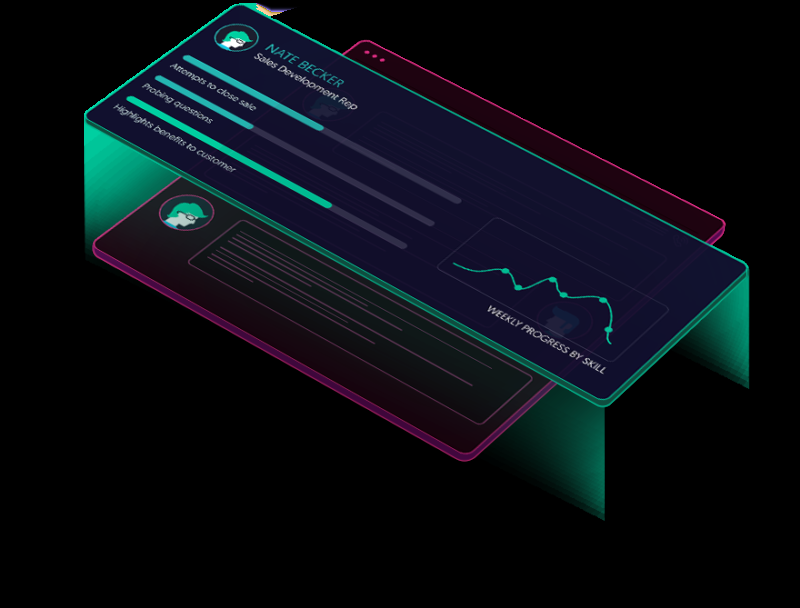 NATE BECKER
Sales Development Rep
Attempts to close sale
Probing questions
Highlights benefits to customer
WEEKLY PROGRESS BY SKILL